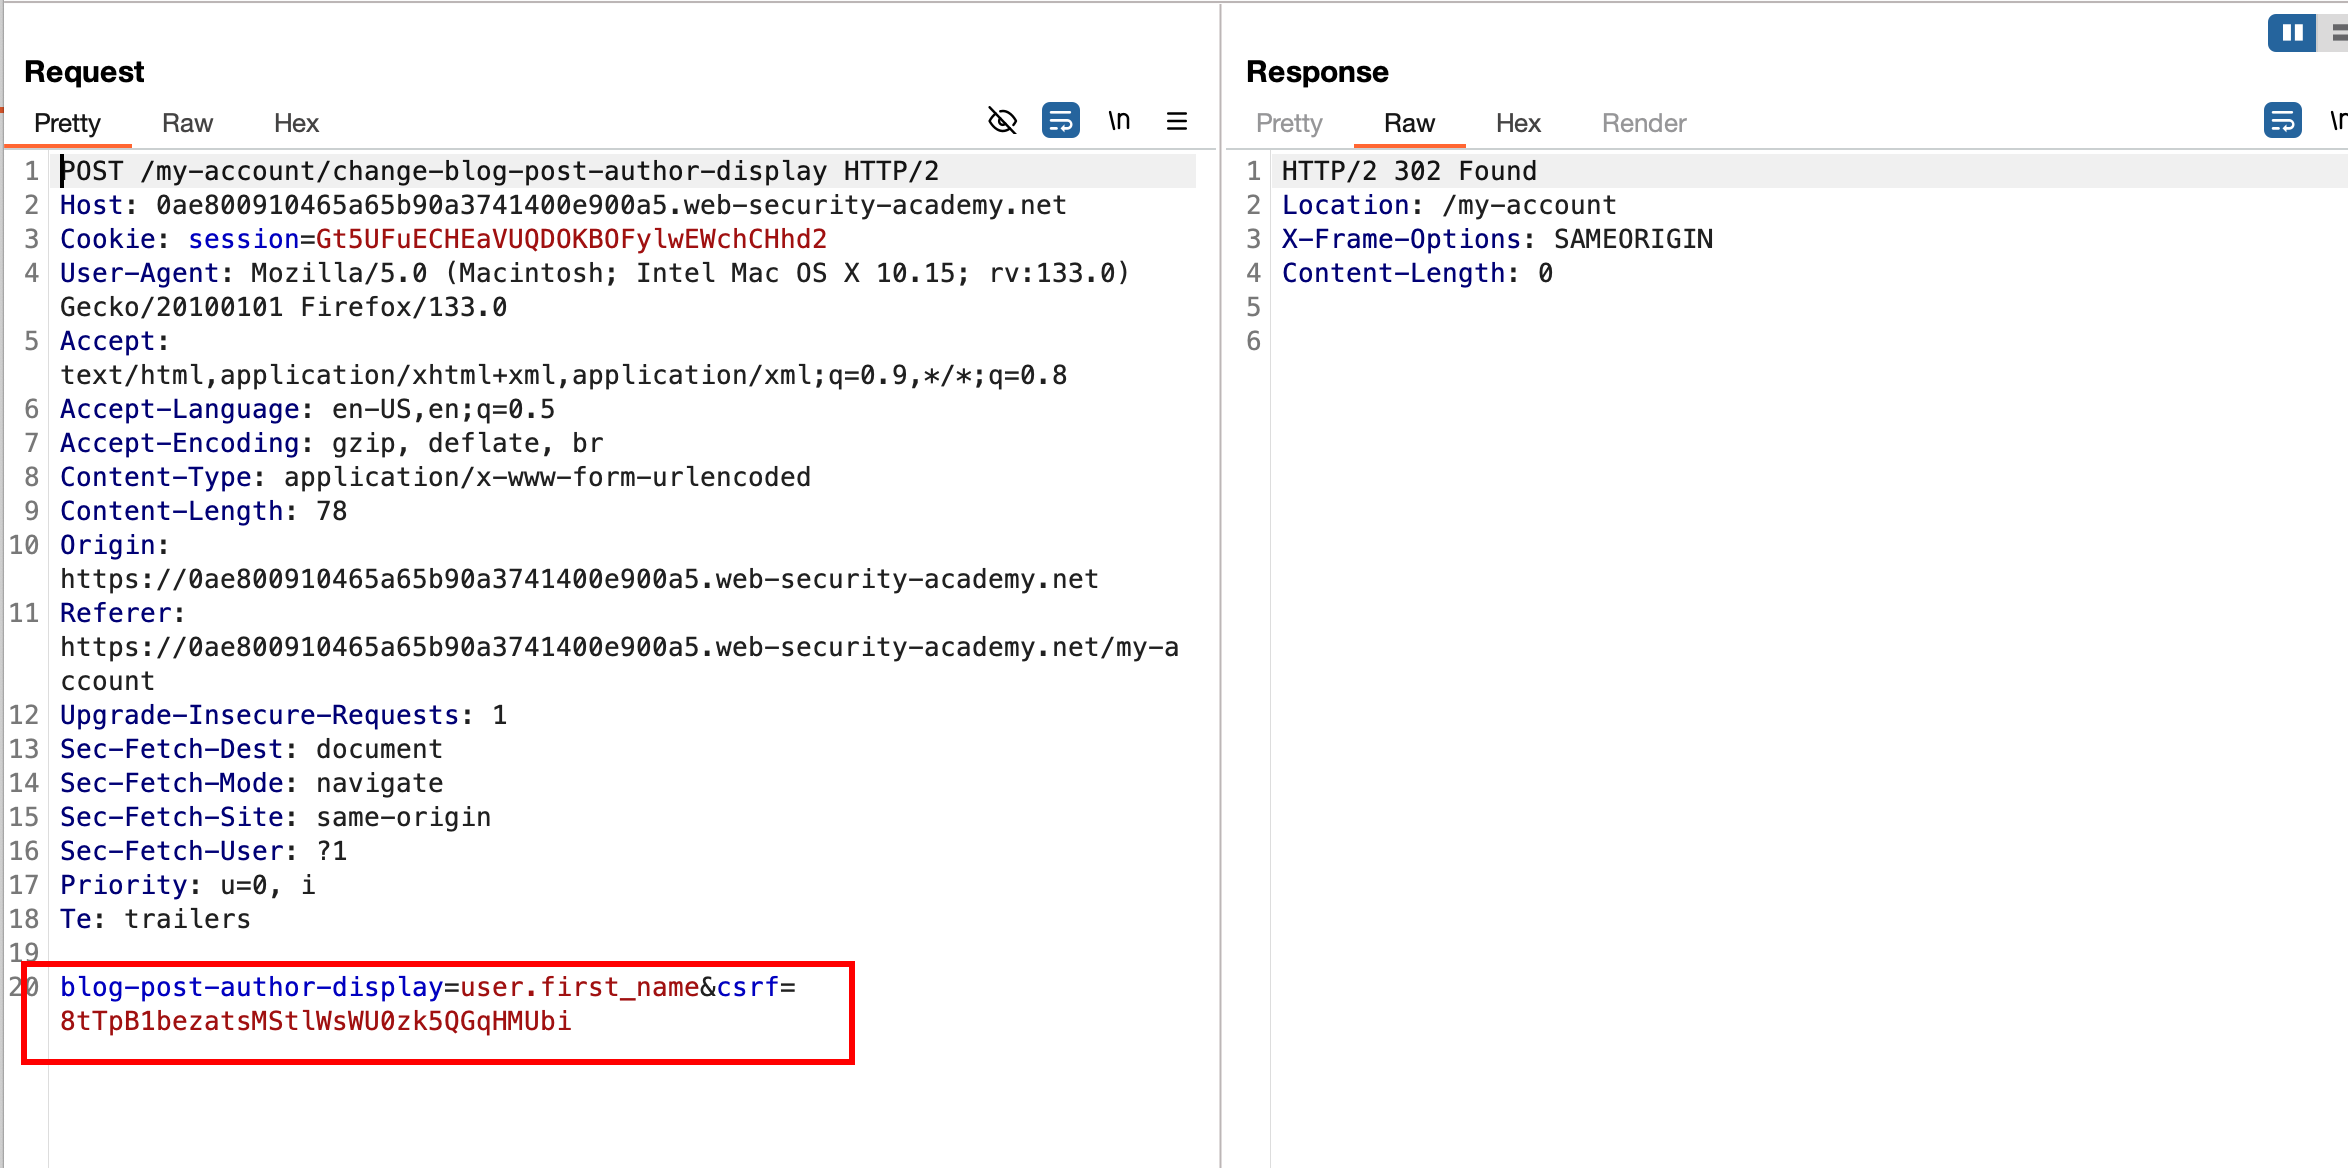 Request
Pretty Raw Hex \n
1 POST /my-account/change-blog-post-author-display HTTP/2
2 Host: 0ae800910465a65b90a3741400e900a5.web-security-academy.net
3 Cookie: session=Gt5UFuECHEaVUQDOKBOFylwEWchCHhd2
4 User-Agent: Mozilla/5.0 (Macintosh; Intel Mac OS X 10.15; rv:133.0)
Gecko/20100101 Firefox/133.0
5 Accept:
text/html,application/xhtml+xml,application/xml;q=0.9,*/*;q=0.8
6 Accept-Language: en-US,en;q=0.5
7 Accept-Encoding: gzip, deflate, br
8 Content-Type: application/x-www-form-urlencoded
9 Content-Length: 78
10 Origin:
https://0ae800910465a65b90a3741400e900a5.web-security-academy.net
11 Referer:
https://0ae800910465a65b90a3741400e900a5.web-security-academy.net/my-a
ccount
12 Upgrade-Insecure-Requests: 1
13 Sec-Fetch-Dest: document
14 Sec-Fetch-Mode: navigate
15 Sec-Fetch-Site: same-origin
16 Sec-Fetch-User: ?1
17 Priority: u=0, i
18 Te: trailers
19
20 blog-post-author-display=user.first_name&csrf=
8tTpB1bezatsMStlWsWU0zk5QGqHMUbi
Response
Pretty Raw Hex Render
1 HTTP/2 302 Found
2 Location: /my-account
3 X-Frame-Options: SAMEORIGIN
4 Content-Length: 0
5
6